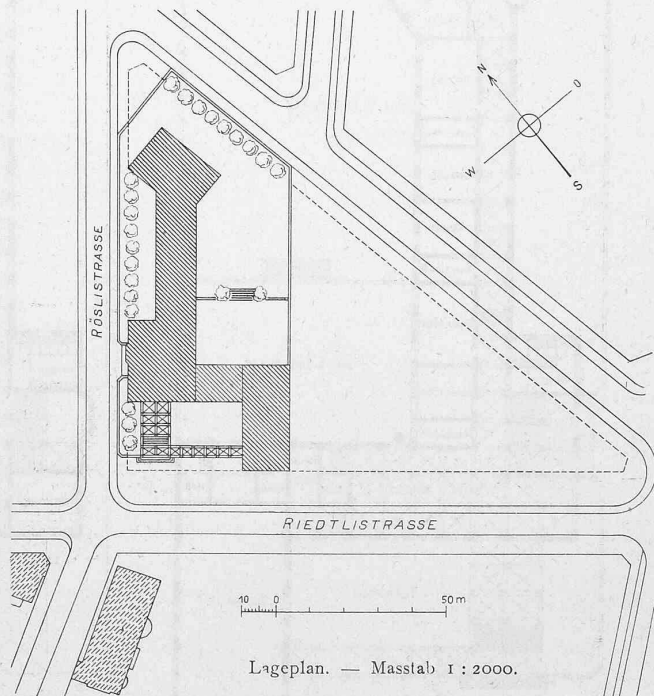 N
O
W
S
RÖSLISTRASSE
RIEDTLISTRASSE
10 0 50 m
Lageplan. — Masstab 1 : 2000.